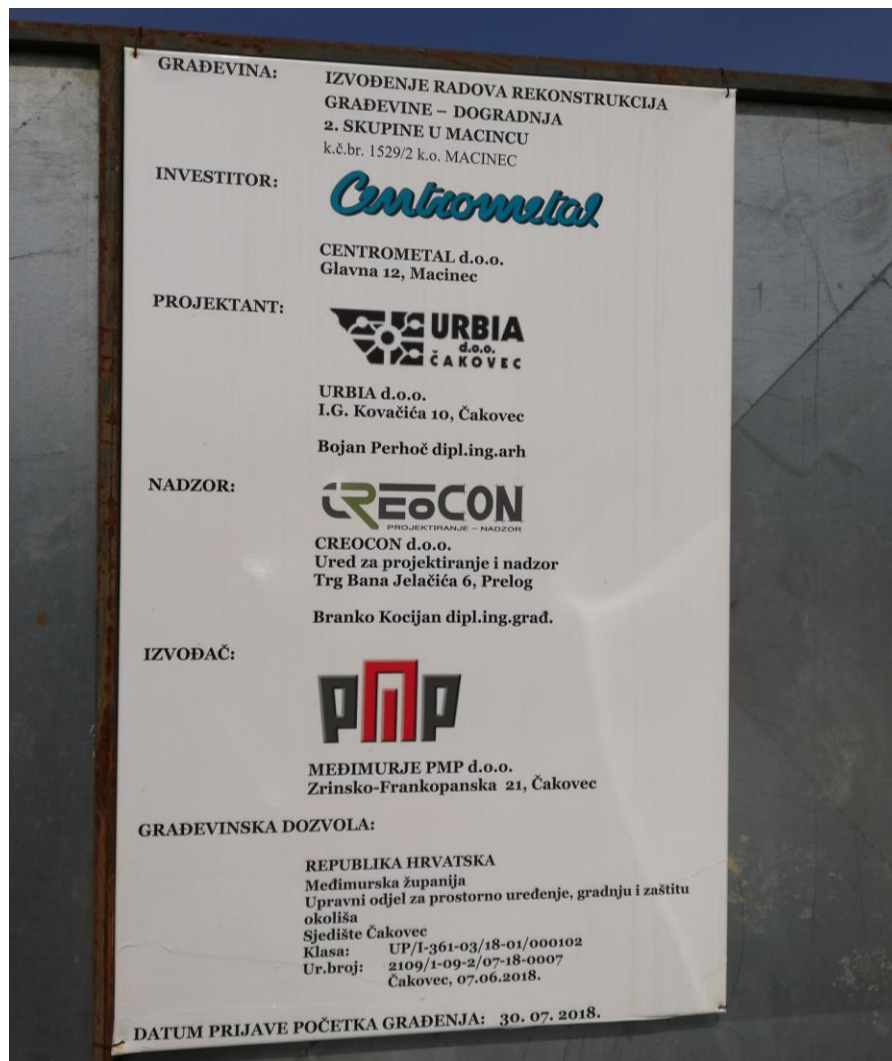 GRAĐEVINA: IZVOĐENJE RADOVA REKONSTRUKCIJA
GRAĐEVINE – DOGRADNJA
2. SKUPINE U MACINCU
k.č.br. 1529/2 k.o. MACINEC
INVESTITOR: Centrometal
CENTROMETAL d.o.o.
Glavna 12, Macinec
PROJEKTANT: URBIA
d.o.o.
ČAKOVEC
URBIA d.o.o.
I.G. Kovačića 10, Čakovec
Bojan Perhoč dipl.ing.arh
NADZOR: CREOCON
PROJEKTIRANJE – NADZOR
CREOCON d.o.o.
Ured za projektiranje i nadzor
Trg Bana Jelačića 6, Prelog
Branko Kocijan dipl.ing.građ.
IZVOĐAČ: PMP
MEĐIMURJE PMP d.o.o.
Zrinsko-Frankopanska 21, Čakovec
GRAĐEVINSKA DOZVOLA:
REPUBLIKA HRVATSKA
Međimurska županija
Upravni odjel za prostorno uređenje, gradnju i zaštitu
okoliša
Sjedište Čakovec
Klasa: UP/I-361-03/18-01/000102
Ur.broj: 2109/1-09-2/07-18-0007
Čakovec, 07.06.2018.
DATUM PRIJAVE POČETKA GRAĐENJA: 30. 07. 2018.